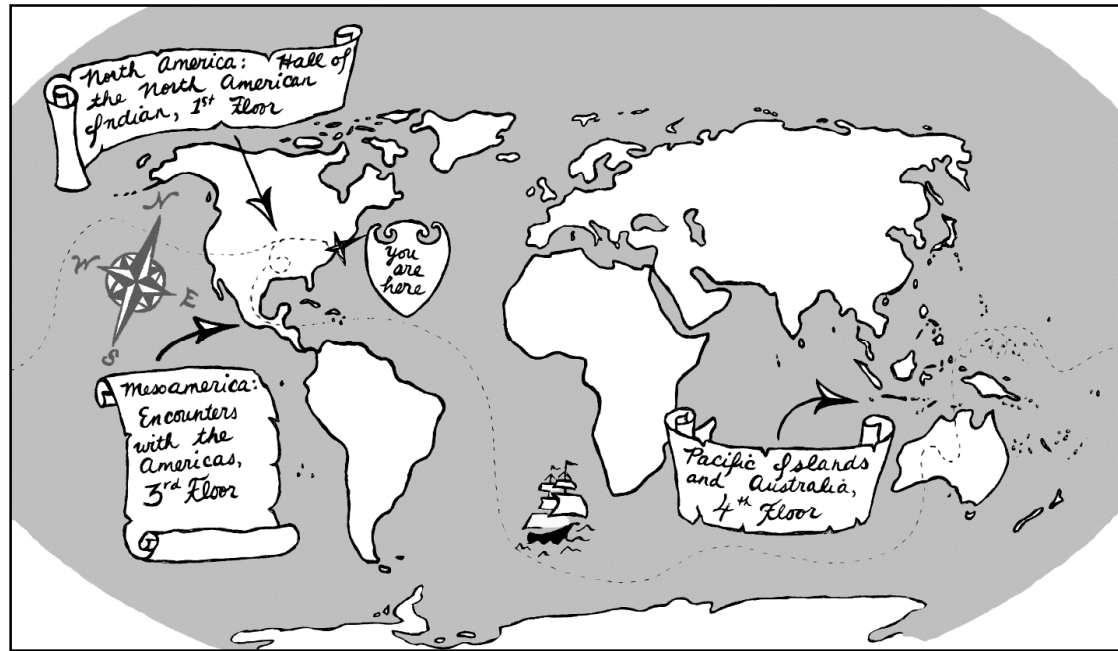 North America: Hall of
the North American
Indian, 1st Floor
N
W
E
S
You
are
here
Mesoamerica:
Encounters
with the
Americas,
3rd Floor
Pacific Islands
and Australia,
4th Floor